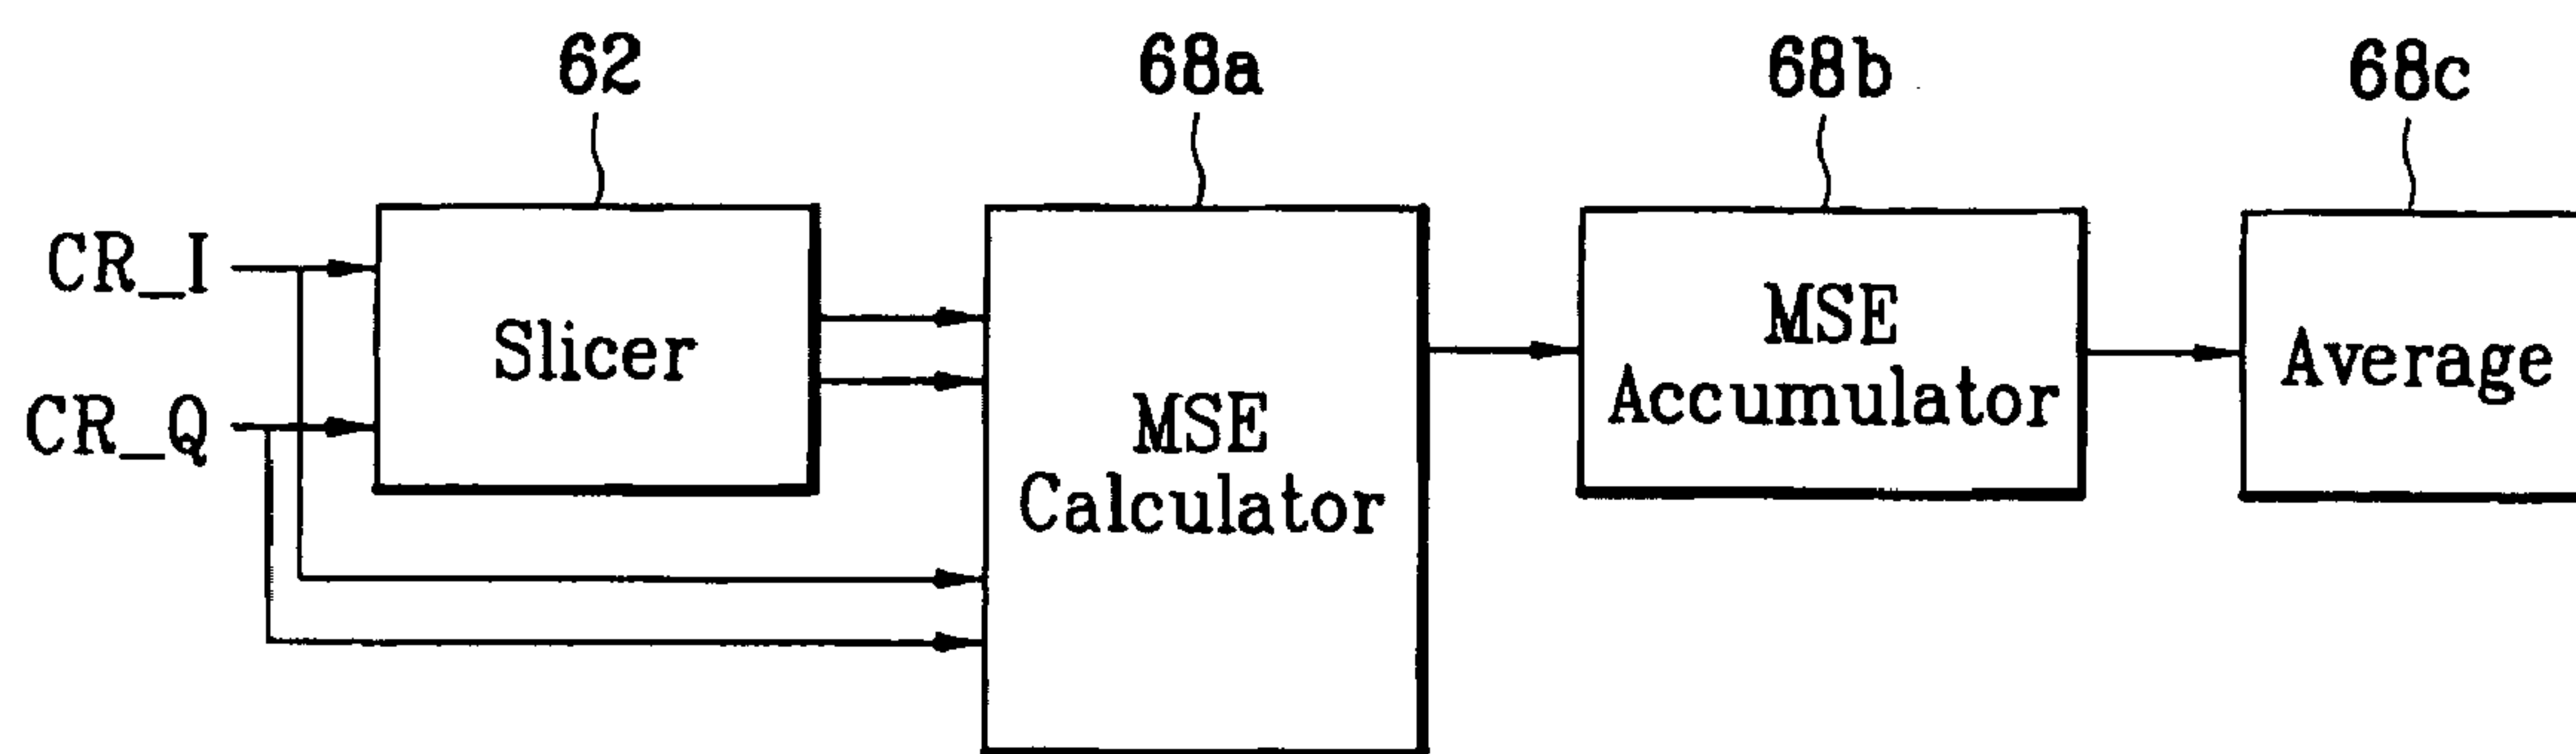 62
68a
68b
68c
CR_I
CR_Q
Slicer
MSE
Calculator
MSE
Accumulator
Average